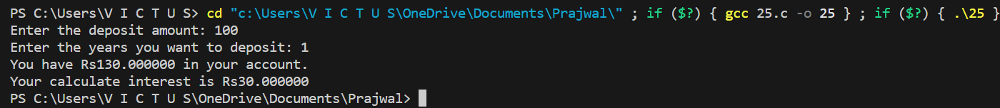 PS C:\Users\V I C T U S> cd "c:\Users\V I C T U S\OneDrive\Documents\Prajwal\" ; if ($?) { gcc 25.c -o 25 } ; if ($?) { .\25 }
Enter the deposit amount: 100
Enter the years you want to deposit: 1
You have Rs130.000000 in your account.
Your calculate interest is Rs30.000000
PS C:\Users\V I C T U S\OneDrive\Documents\Prajwal>